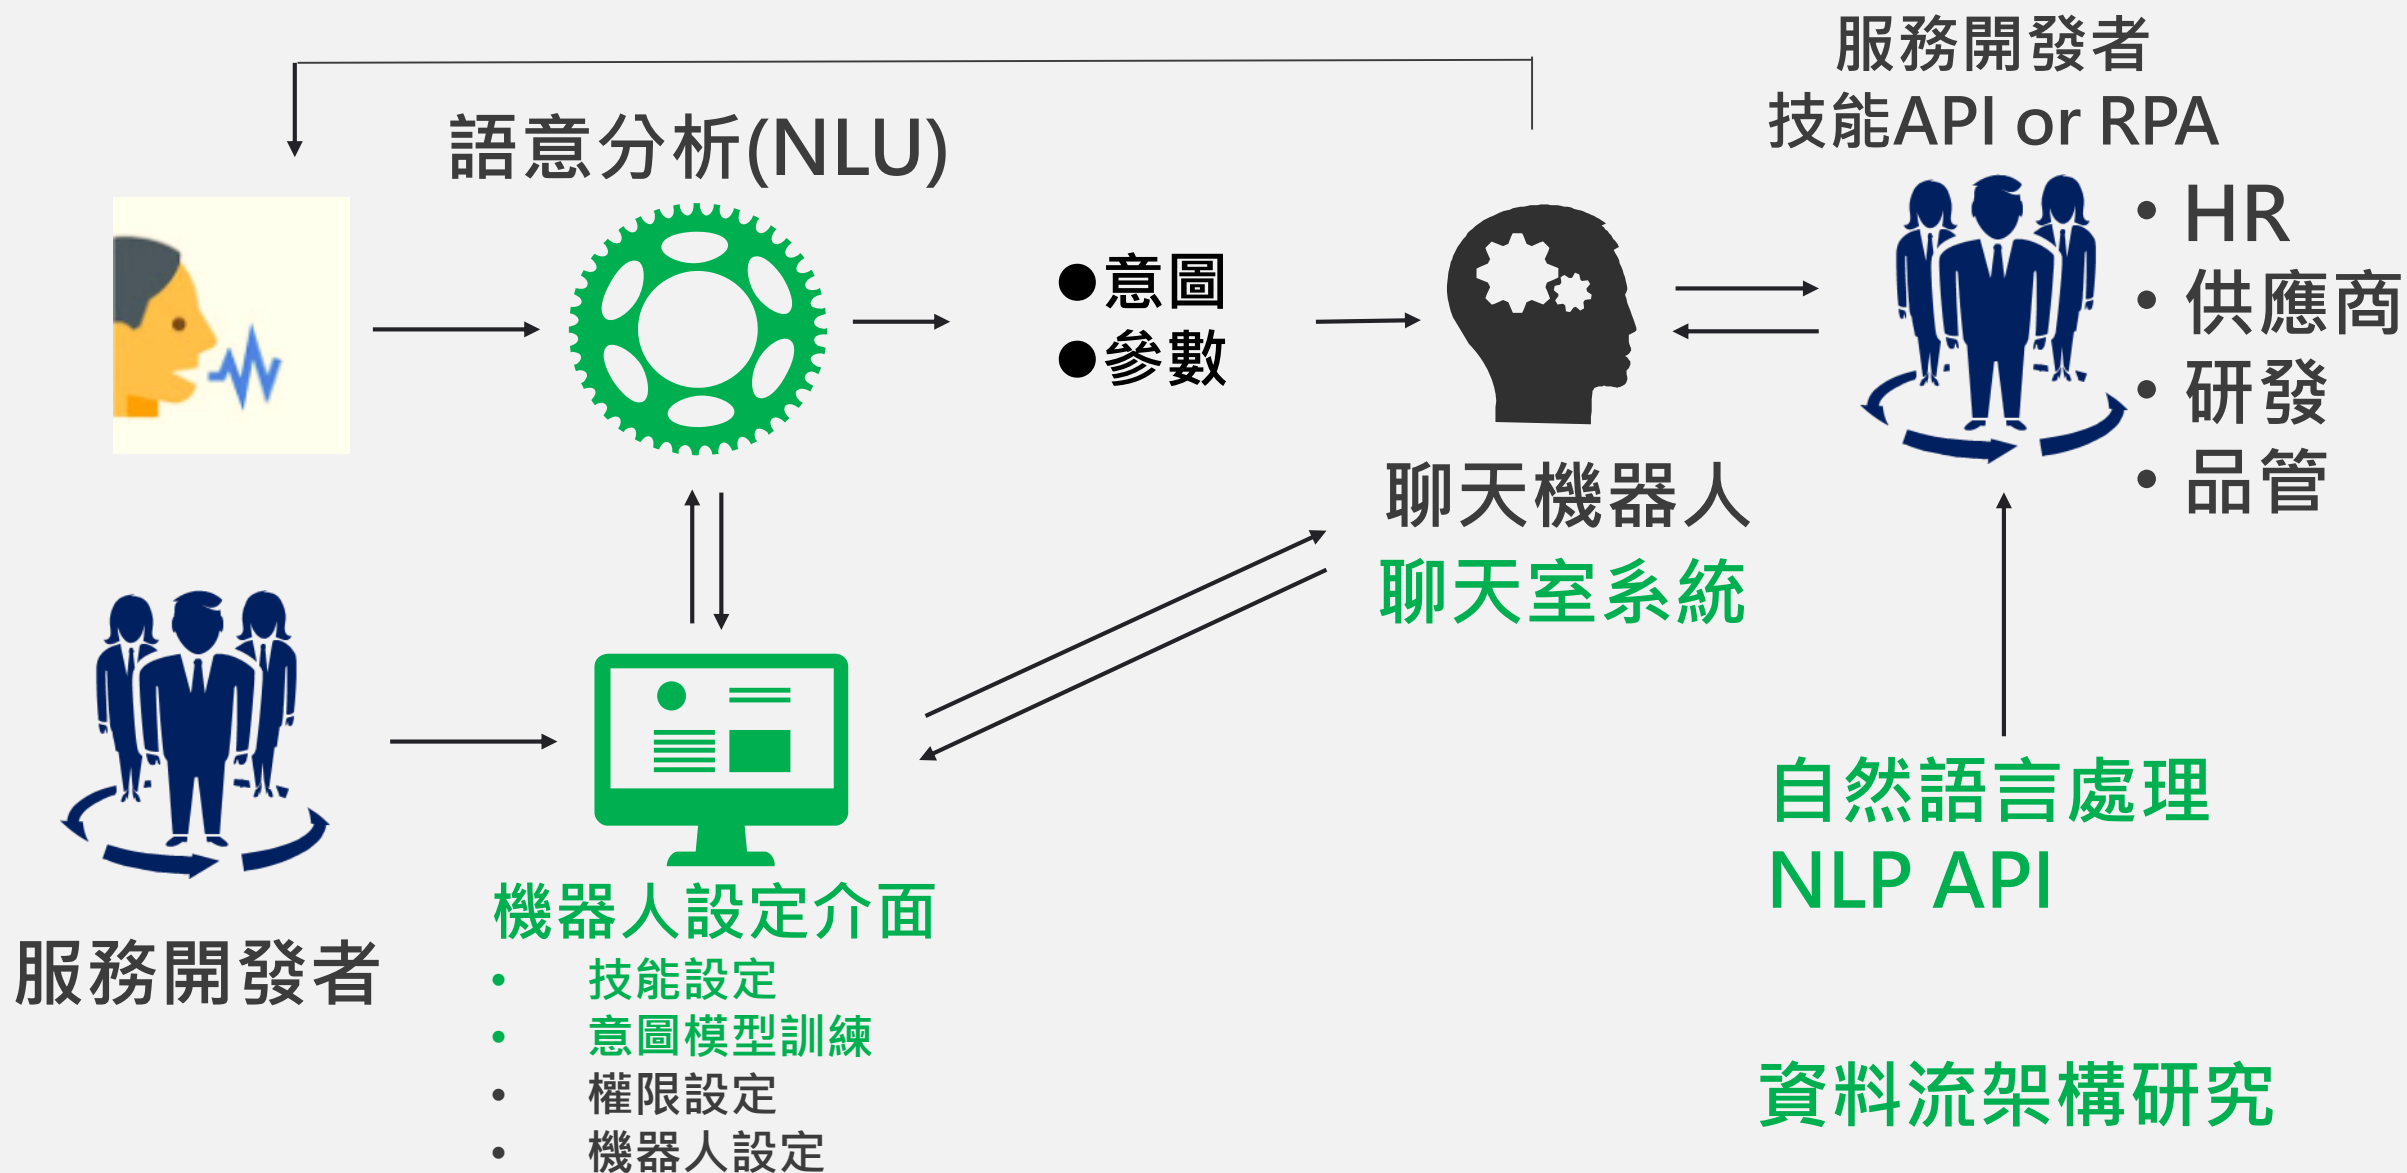 服務開發者
技能API or RPA
語意分析(NLU)
• HR
• 供應商
• 研發
• 品管
●意圖
●參數
聊天機器人
聊天室系統
自然語言處理
NLP API
機器人設定介面
• 技能設定
• 意圖模型訓練
• 權限設定
• 機器人設定
服務開發者
資料流架構研究